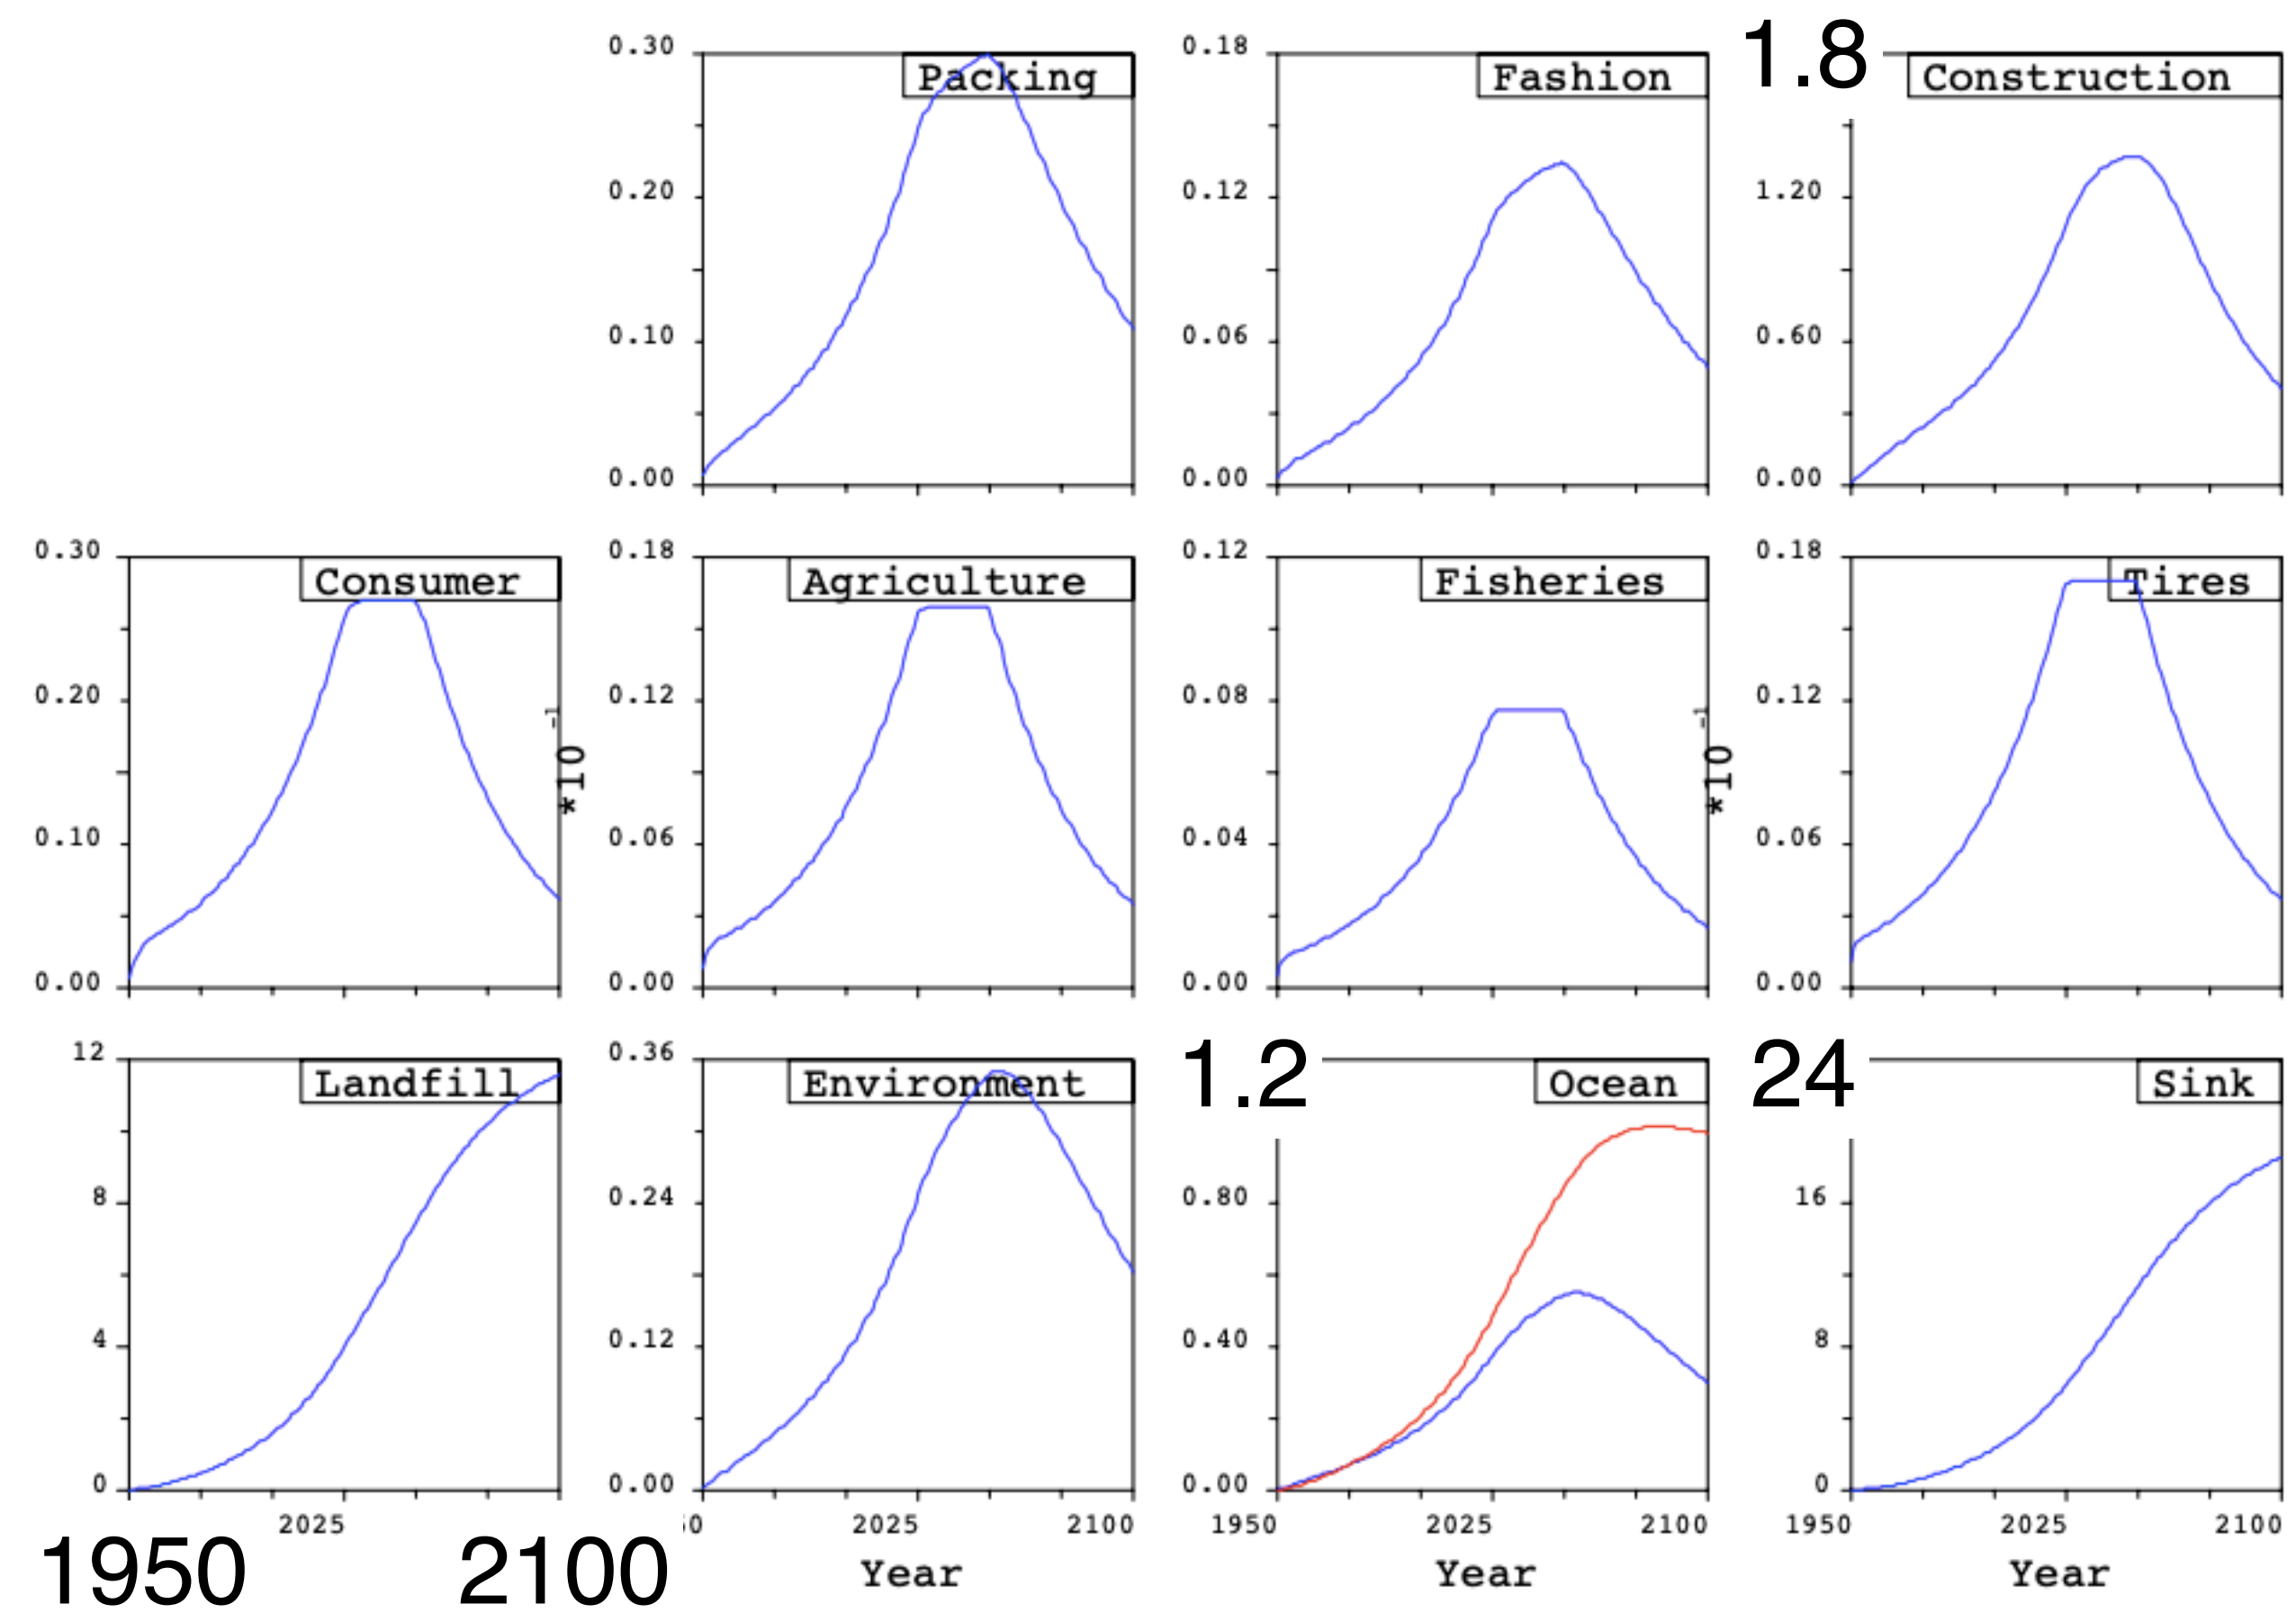 0.30
Packing
0.20
0.10
0.00
0.18
Fashion
0.12
0.06
0.00
1.8
Construction
1.20
0.60
0.00
0.30
Consumer
0.20
0.10
0.00
*10 -1
0.18
Agriculture
0.12
0.06
0.00
0.12
Fisheries
0.08
0.04
0.00
*10 -1
0.18
Tires
0.12
0.06
0.00
12
Landfill
8
4
0
1950 2025 2100
0.36
Environment
0.24
0.12
0.00
2025 2100
Year
1.2
Ocean
0.80
0.40
0.00
1950 2025 2100
Year
24
Sink
16
8
0
1950 2025 2100
Year